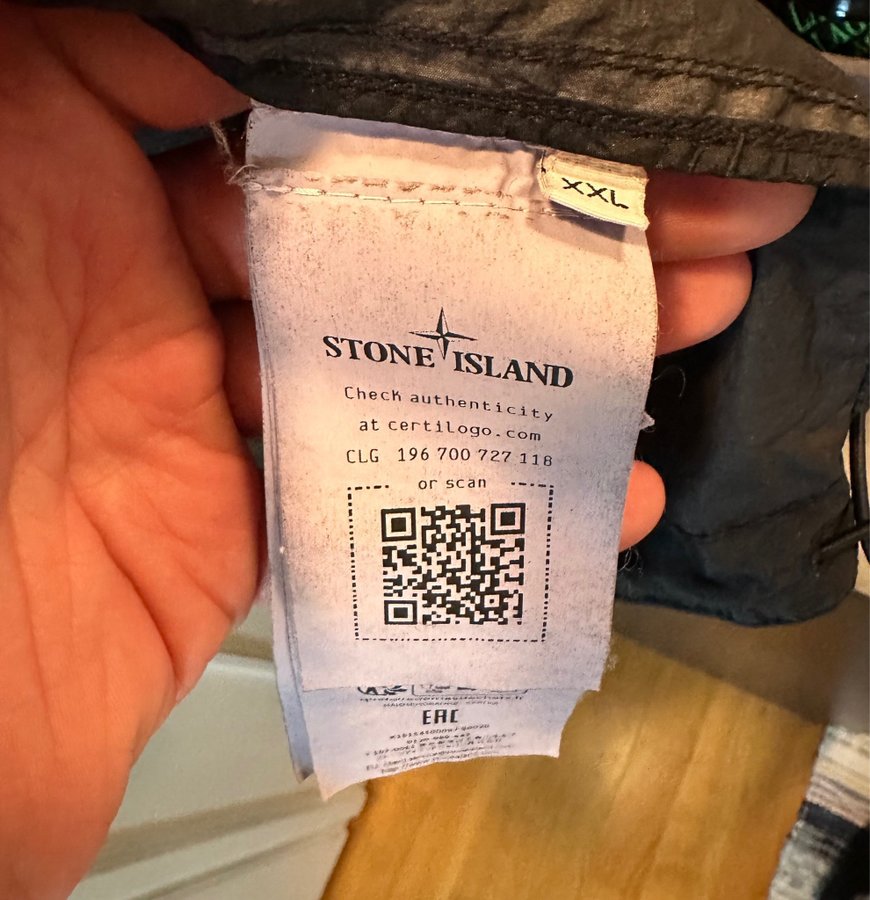 XXL
STONE ISLAND
Check authenticity
at certilogo.com
CLG 196 700 727 118
or scan
EAC